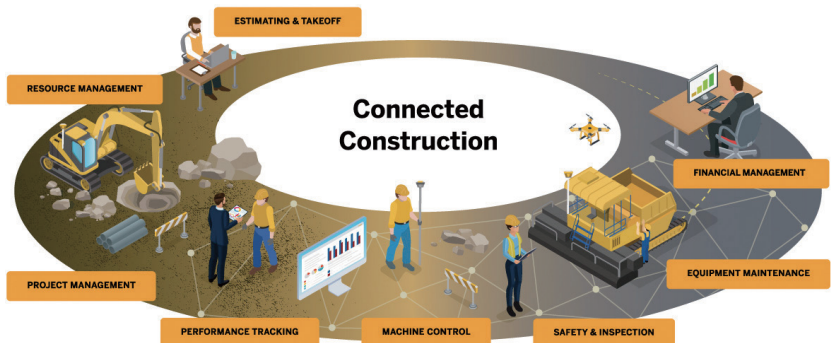 ESTIMATING & TAKEOFF
RESOURCE MANAGEMENT
Connected
Construction
FINANCIAL MANAGEMENT
PROJECT MANAGEMENT
EQUIPMENT MAINTENANCE
PERFORMANCE TRACKING
MACHINE CONTROL
SAFETY & INSPECTION